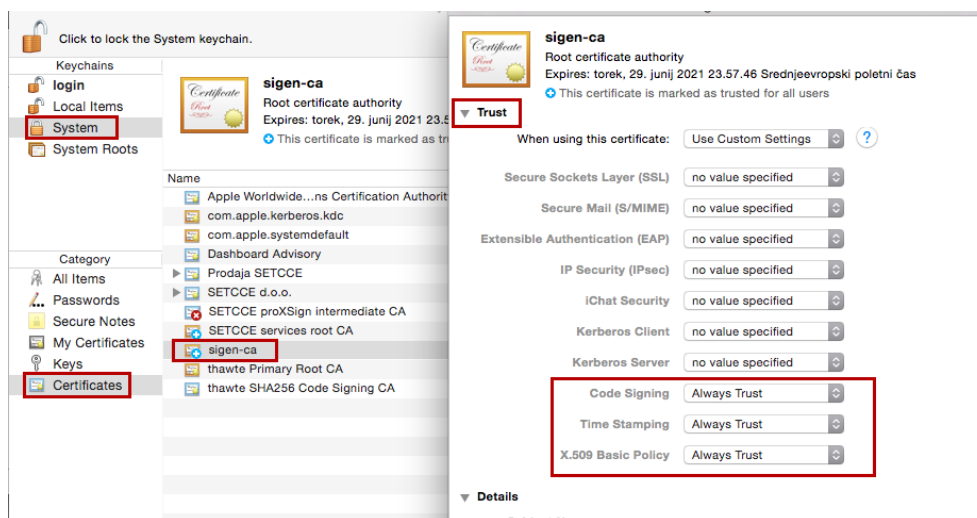 Click to lock the System keychain.
Keychains
login
Local Items
System
System Roots
Category
All Items
Passwords
Secure Notes
My Certificates
Keys
Certificates
Certificate
Root
sigen-ca
Root certificate authority
Expires: torek, 29. junij 2021 23.5
This certificate is marked as tr
Name
Apple Worldwide...ns Certification Authorit
com.apple.kerberos.kdc
com.apple.systemdefault
Dashboard Advisory
Prodaja SETCCE
SETCCE d.o.o.
SETCCE proXSign intermediate CA
SETCCE services root CA
sigen-ca
thawte Primary Root CA
thawte SHA256 Code Signing CA
Certificate
Root
sigen-ca
Root certificate authority
Expires: torek, 29. junij 2021 23.57.46 Srednjeevropski poletni čas
This certificate is marked as trusted for all users
Trust
When using this certificate: Use Custom Settings ?
Secure Sockets Layer (SSL) no value specified
Secure Mail (S/MIME) no value specified
Extensible Authentication (EAP) no value specified
IP Security (IPsec) no value specified
iChat Security no value specified
Kerberos Client no value specified
Kerberos Server no value specified
Code Signing Always Trust
Time Stamping Always Trust
X.509 Basic Policy Always Trust
Details